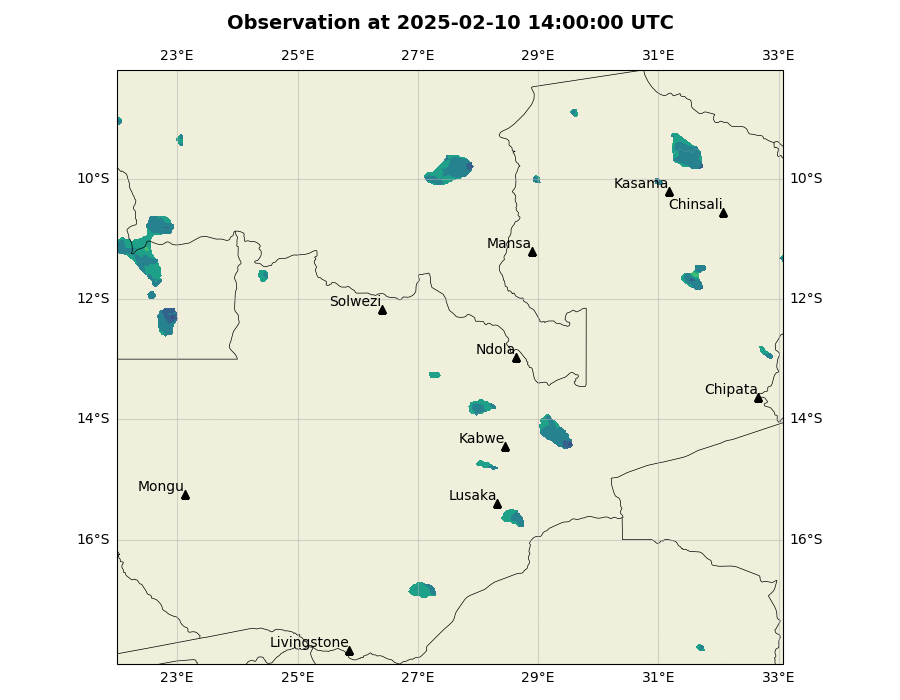 Observation at 2025-02-10 14:00:00 UTC
23°E 25°E 27°E 29°E 31°E 33°E
10°S 10°S
Kasama
Chinsali
Mansa
12°S 12°S
Solwezi
Ndola
Chipata
14°S 14°S
Kabwe
Mongu
Lusaka
16°S 16°S
Livingstone
23°E 25°E 27°E 29°E 31°E 33°E